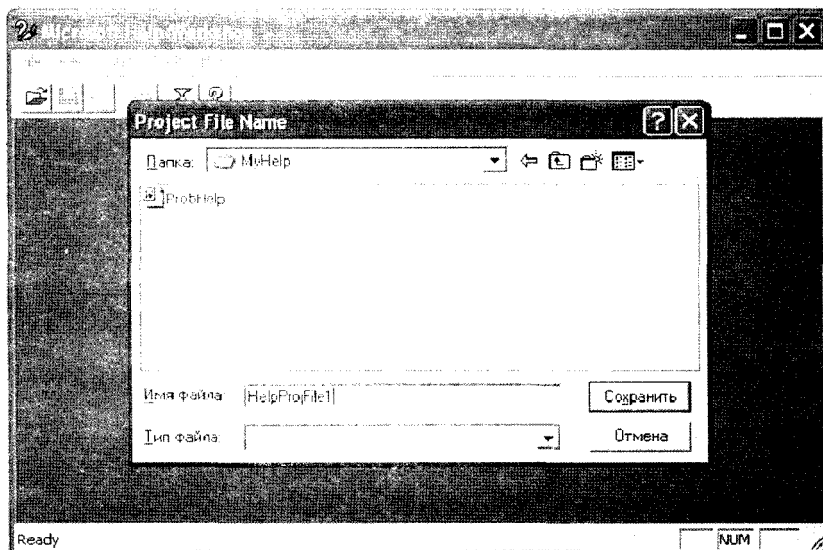 Project File Name
Папка: MyHelp
ProbHelp
Имя файла: HelpProjFile1
Сохранить
Тип файла:
Отмена
Ready
NUM